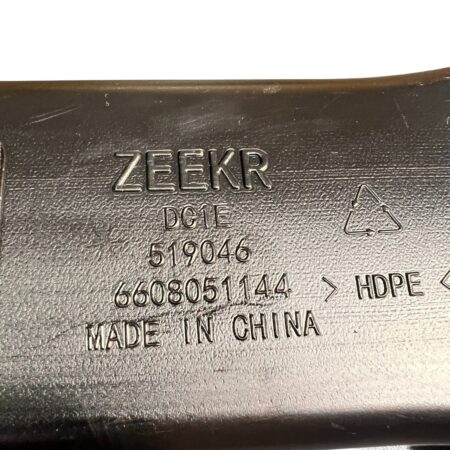 ZEEKR
DC1E
519046
6608051144 > HDPE <
MADE IN CHINA